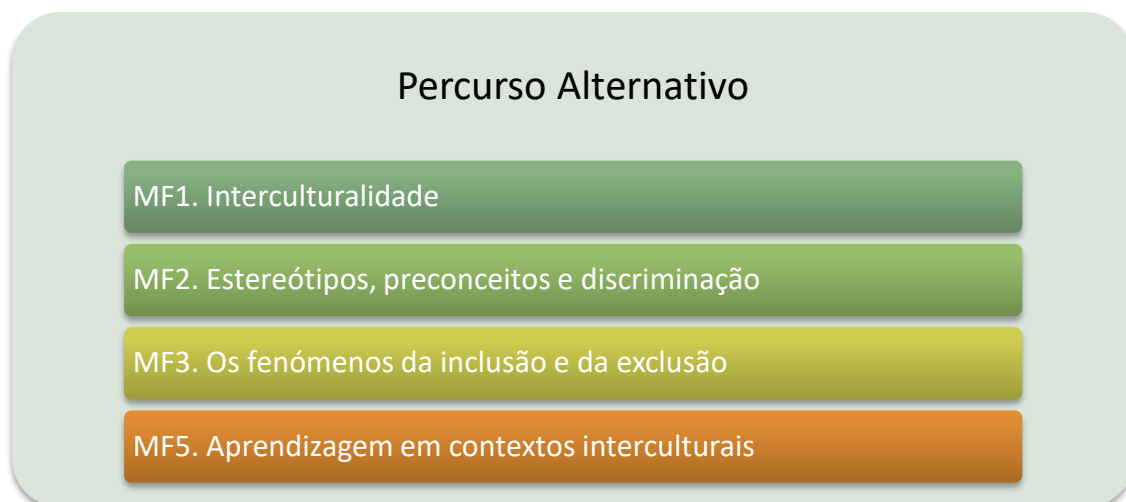 Percurso Alternativo
MF1. Interculturalidade
MF2. Estereótipos, preconceitos e discriminação
MF3. Os fenómenos da inclusão e da exclusão
MF5. Aprendizagem em contextos interculturais